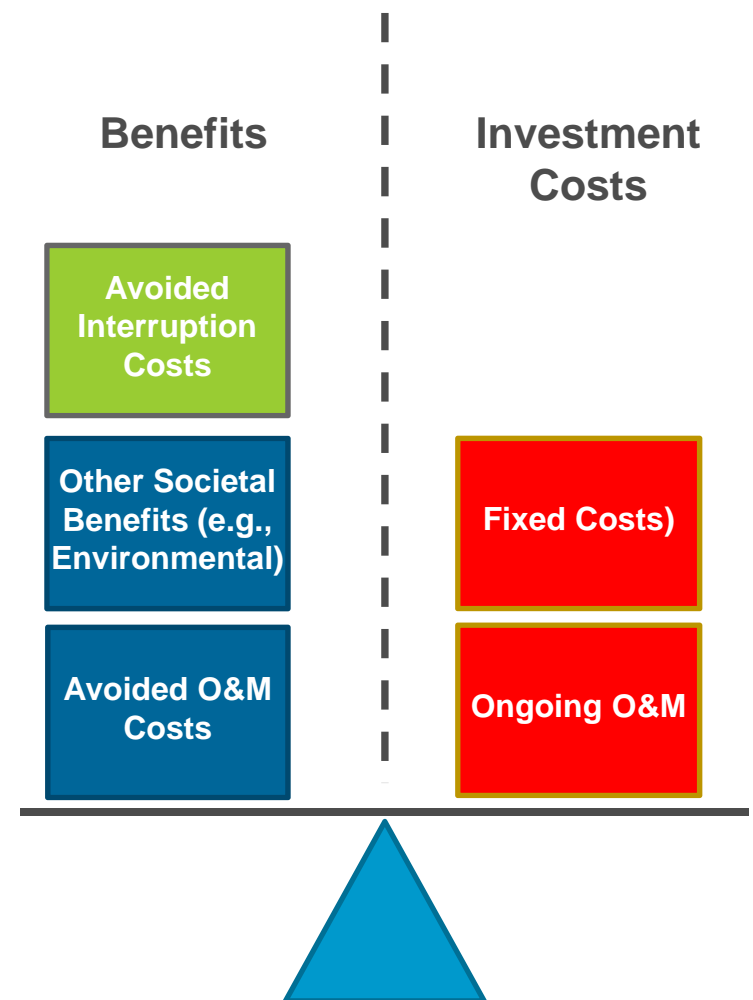 Benefits
Investment
Costs
Avoided
Interruption
Costs
Other Societal
Benefits (e.g.,
Environmental)
Fixed Costs)
Avoided O&M
Costs
Ongoing O&M